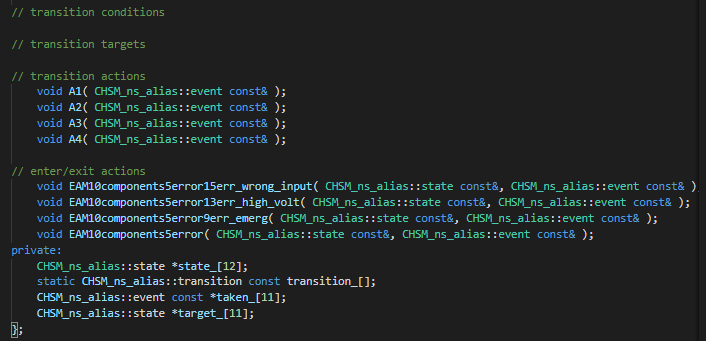 // transition conditions
// transition targets
// transition actions
void A1( CHSM_ns_alias::event const& );
void A2( CHSM_ns_alias::event const& );
void A3( CHSM_ns_alias::event const& );
void A4( CHSM_ns_alias::event const& );
// enter/exit actions
void EAM10components5error15err_wrong_input( CHSM_ns_alias::state const&, CHSM_ns_alias::event const& )
void EAM10components5error13err_high_volt( CHSM_ns_alias::state const&, CHSM_ns_alias::event const& );
void EAM10components5error9err_emerg( CHSM_ns_alias::state const&, CHSM_ns_alias::event const& );
void EAM10components5error( CHSM_ns_alias::state const&, CHSM_ns_alias::event const& );
private:
CHSM_ns_alias::state *state_[12];
static CHSM_ns_alias::transition const transition_[];
CHSM_ns_alias::event const *taken_[11];
CHSM_ns_alias::state *target_[11];
};